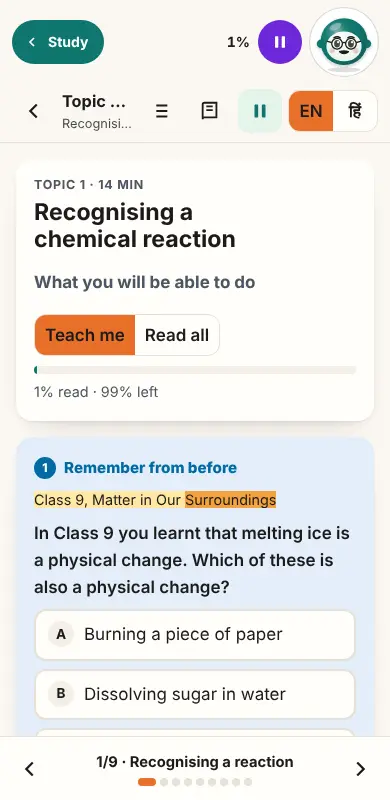 Study
1%
Topic ...
Recognisi...
EN
हिं
TOPIC 1 · 14 MIN
Recognising a
chemical reaction
What you will be able to do
Teach me
Read all
1% read · 99% left
1 Remember from before
Class 9, Matter in Our Surroundings
In Class 9 you learnt that melting ice is
a physical change. Which of these is
also a physical change?
A Burning a piece of paper
B Dissolving sugar in water
1/9 · Recognising a reaction